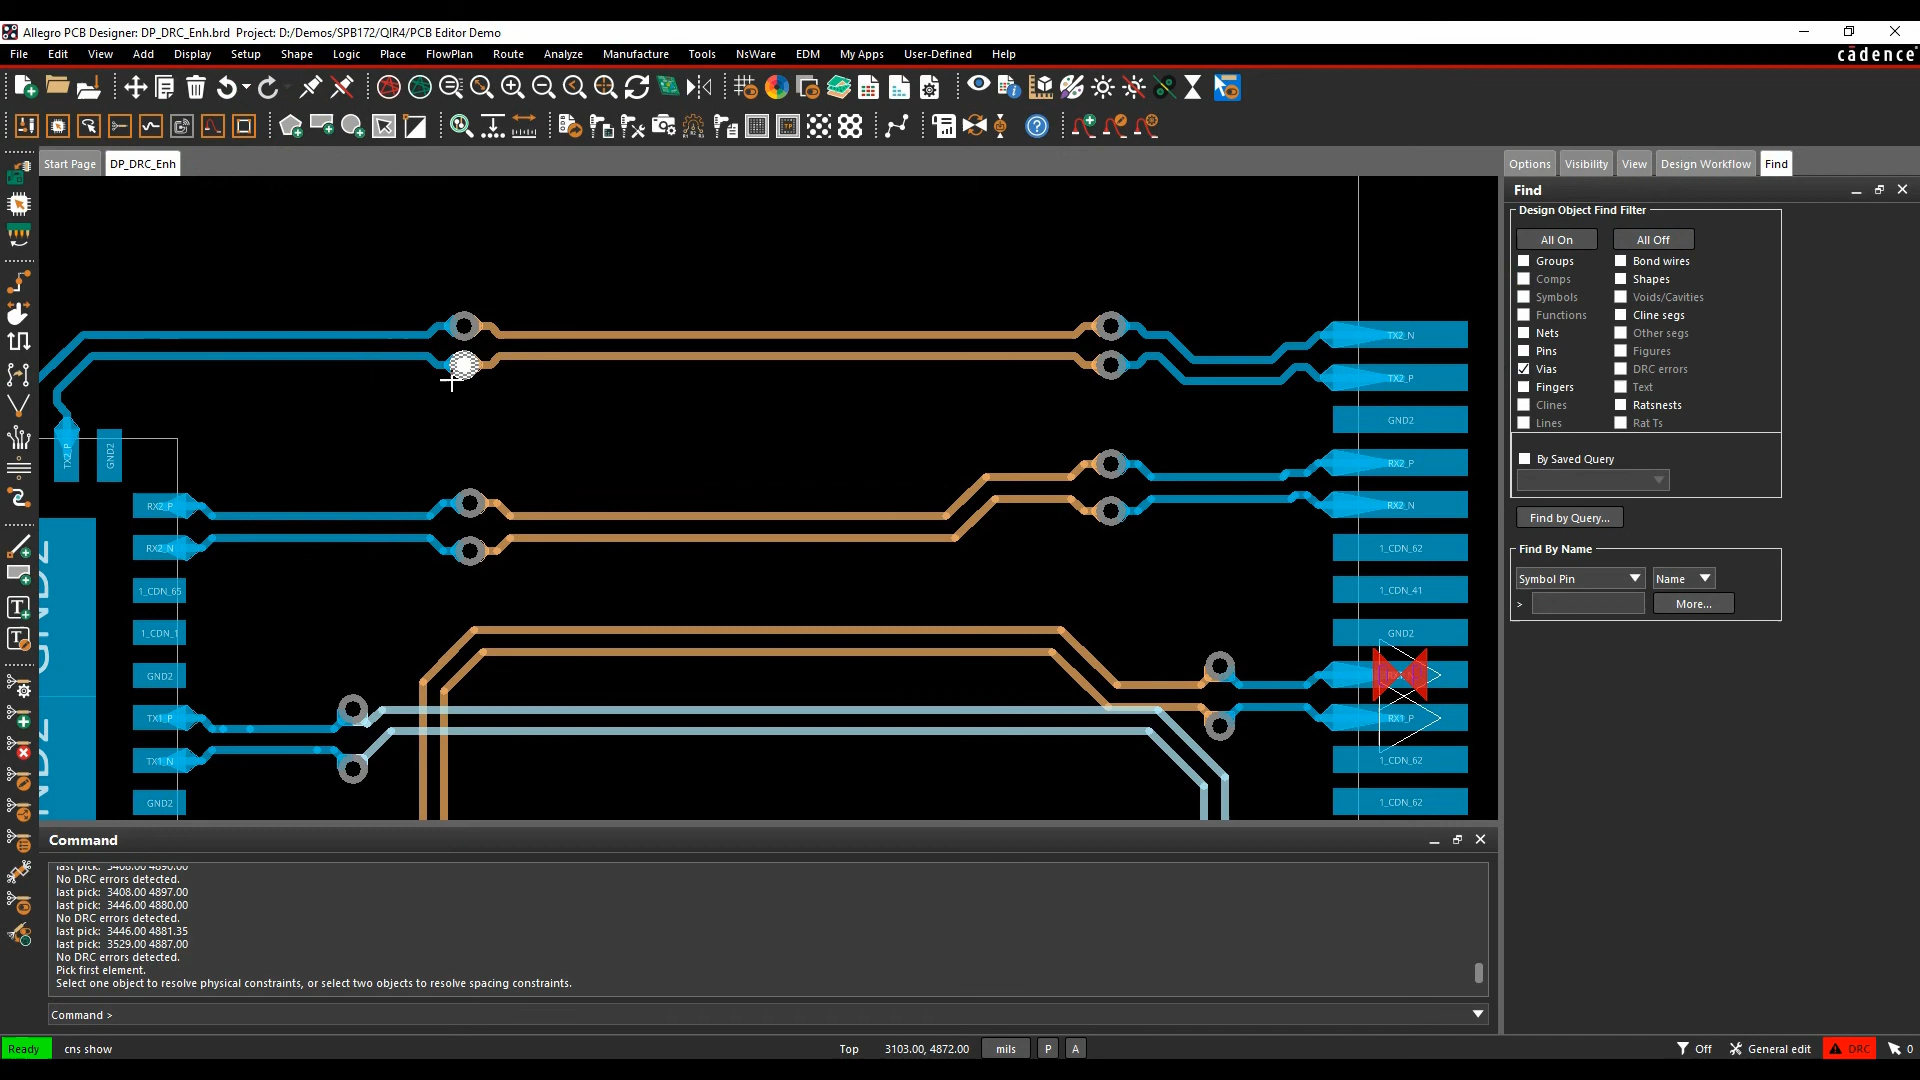 Allegro PCB Designer: DP_DRC_Enh.brd  Project: D:/Demos/SPB172/QIR4/PCB Editor Demo
File Edit View Add Display Setup Shape Logic Place FlowPlan Route Analyze Manufacture Tools NsWare EDM My Apps User-Defined Help
cādence
Start Page DP_DRC_Enh
Options Visibility View Design Workflow Find
Find
Design Object Find Filter
All On All Off
Groups Bond wires
Comps Shapes
Symbols Voids/Cavities
Functions Cline segs
Nets Other segs
Pins Figures
Vias DRC errors
Fingers Text
Clines Ratsnests
Lines Rat Ts
By Saved Query
Find by Query...
Find By Name
Symbol Pin Name
> More...
TX2_N
TX2_P
GND2
RX2_P
RX2_N
1_CDN_62
1_CDN_41
GND2
RX1_P
1_CDN_62
1_CDN_62
TX2_P
GND2
RX2_P
RX2_N
1_CDN_65
1_CDN_1
GND2
TX1_P
TX1_N
GND2
GND2
GND2
Command
last pick:  3408.00 4890.00
No DRC errors detected.
last pick:  3408.00 4897.00
last pick:  3446.00 4880.00
No DRC errors detected.
last pick:  3446.00 4881.35
last pick:  3529.00 4887.00
No DRC errors detected.
Pick first element.
Select one object to resolve physical constraints, or select two objects to resolve spacing constraints.
Command >
Ready cns show Top 3103.00, 4872.00 mils P A Off General edit DRC 0